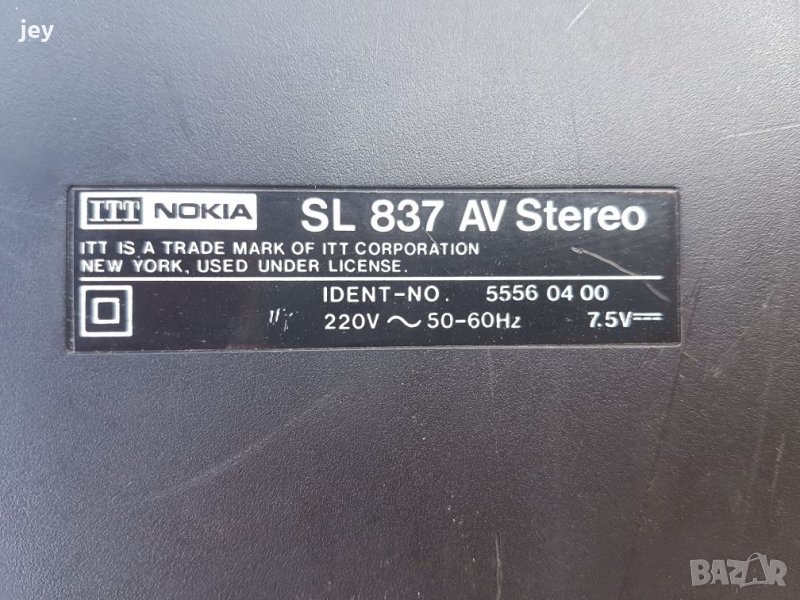 jey
ITT NOKIA SL 837 AV Stereo
ITT IS A TRADE MARK OF ITT CORPORATION
NEW YORK. USED UNDER LICENSE.
IDENT-NO. 5556 04 00
220V ~ 50-60Hz 7.5V⎓
BAZAR